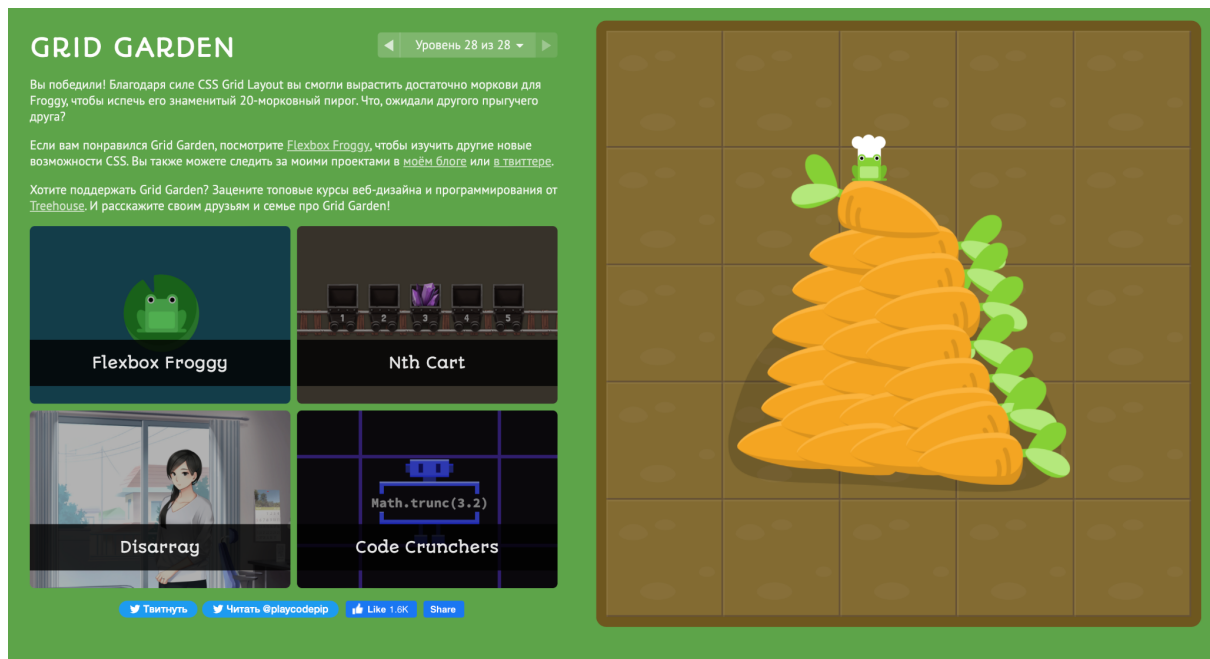 GRID GARDEN
Уровень 28 из 28
Вы победили! Благодаря силе CSS Grid Layout вы смогли вырастить достаточно моркови для
Froggy, чтобы испечь его знаменитый 20-морковный пирог. Что, ожидали другого прыгучего
друга?
Если вам понравился Grid Garden, посмотрите Flexbox Froggy, чтобы изучить другие новые
возможности CSS. Вы также можете следить за моими проектами в моём блоге или в твиттере.
Хотите поддержать Grid Garden? Зацените топовые курсы веб-дизайна и программирования от
Treehouse. И расскажите своим друзьям и семье про Grid Garden!
Flexbox Froggy
1 2 3 4 5
Nth Cart
Disarray
Math.trunc(3.2)
Code Crunchers
Твитнуть Читать @playcodepip Like 1.6K Share